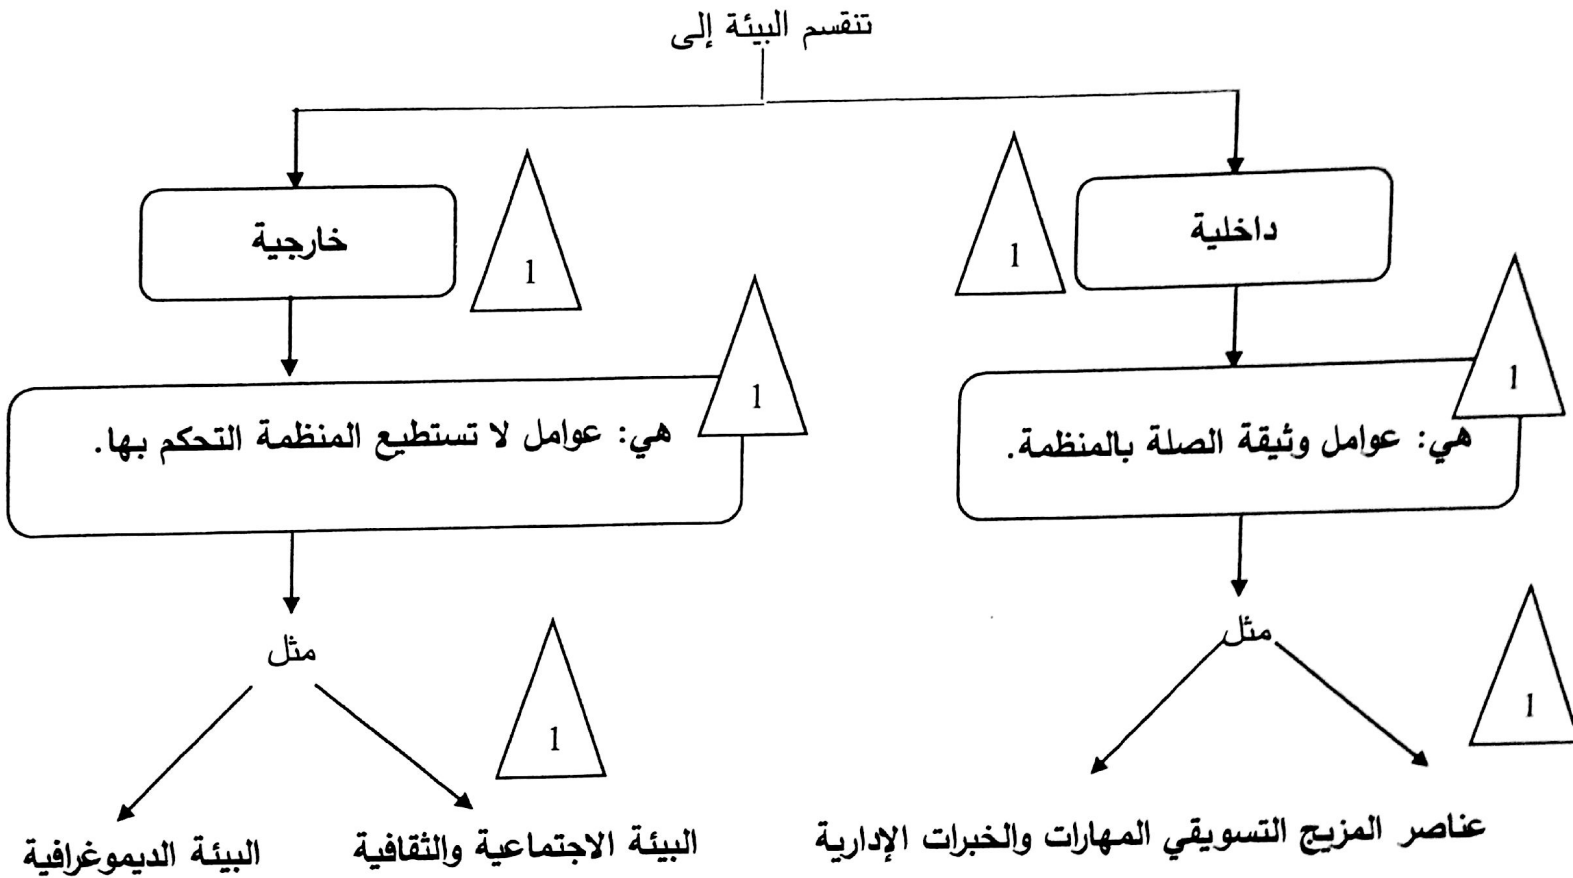 تنقسم البيئة إلى
داخلية
1
1
خارجية
1
هي: عوامل وثيقة الصلة بالمنظمة.
1
هي: عوامل لا تستطيع المنظمة التحكم بها.
مثل
1
مثل
1
عناصر المزيج التسويقي المهارات والخبرات الإدارية
البيئة الاجتماعية والثقافية
البيئة الديموغرافية